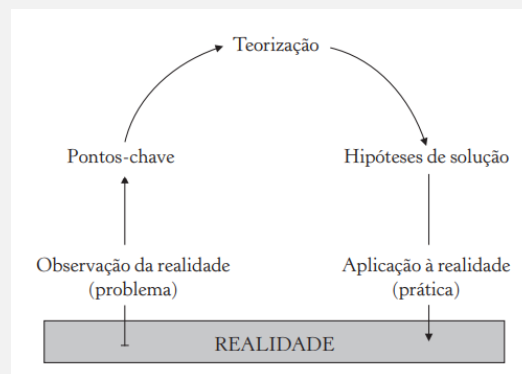 Teorização
Pontos-chave
Hipóteses de solução
Observação da realidade
(problema)
Aplicação à realidade
(prática)
REALIDADE